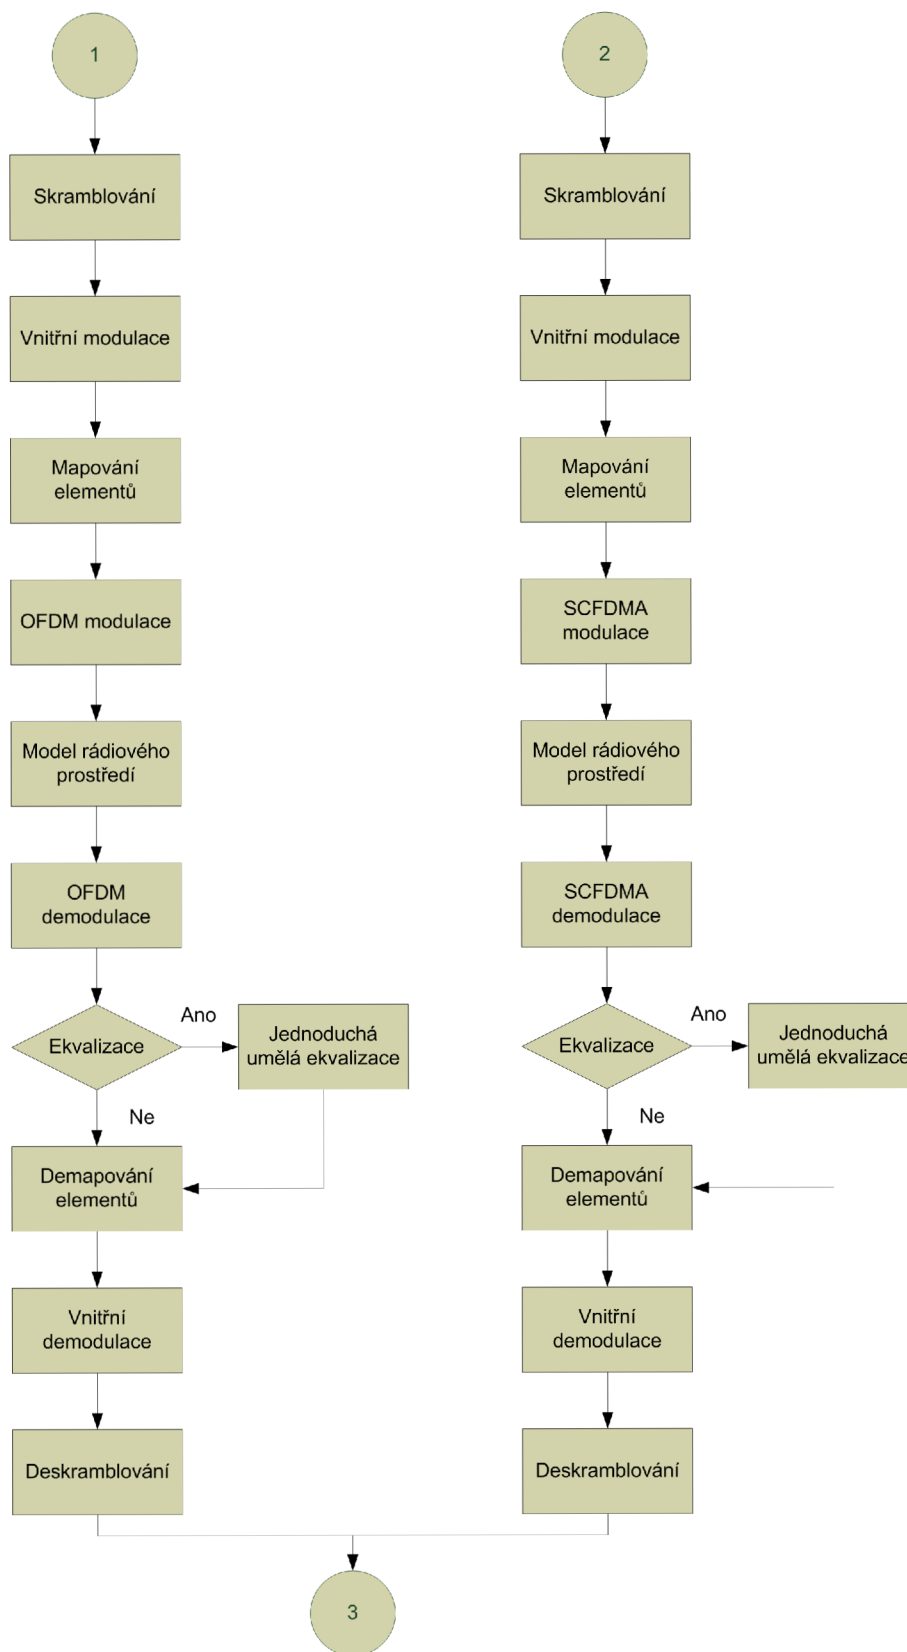 1
Skramblování
Vnitřní modulace
Mapování
elementů
OFDM modulace
Model rádiového
prostředí
OFDM
demodulace
Ekvalizace
Ano
Jednoduchá
umělá ekvalizace
Ne
Demapování
elementů
Vnitřní
demodulace
Deskramblování
2
Skramblování
Vnitřní modulace
Mapování
elementů
SCFDMA
modulace
Model rádiového
prostředí
SCFDMA
demodulace
Ekvalizace
Ano
Jednoduchá
umělá ekvalizace
Ne
Demapování
elementů
Vnitřní
demodulace
Deskramblování
3